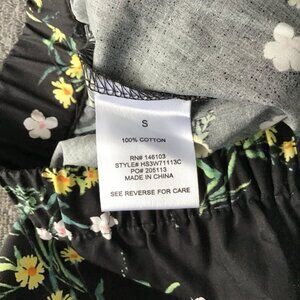 S
100% COTTON
RN# 146103
STYLE# HS3W71113C
PO# 205113
MADE IN CHINA
SEE REVERSE FOR CARE